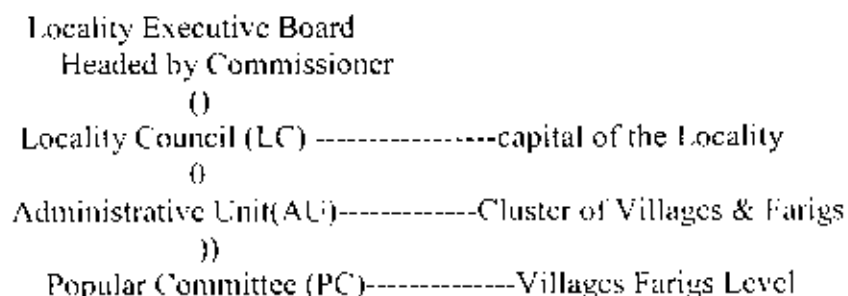 Locality Executive Board
Headed by Commissioner
()
Locality Council (LC) -----------------capital of the Locality
()
Administrative Unit(AU)-------------Cluster of Villages & Farigs
))
Popular Committee (PC)--------------Villages Farigs Level